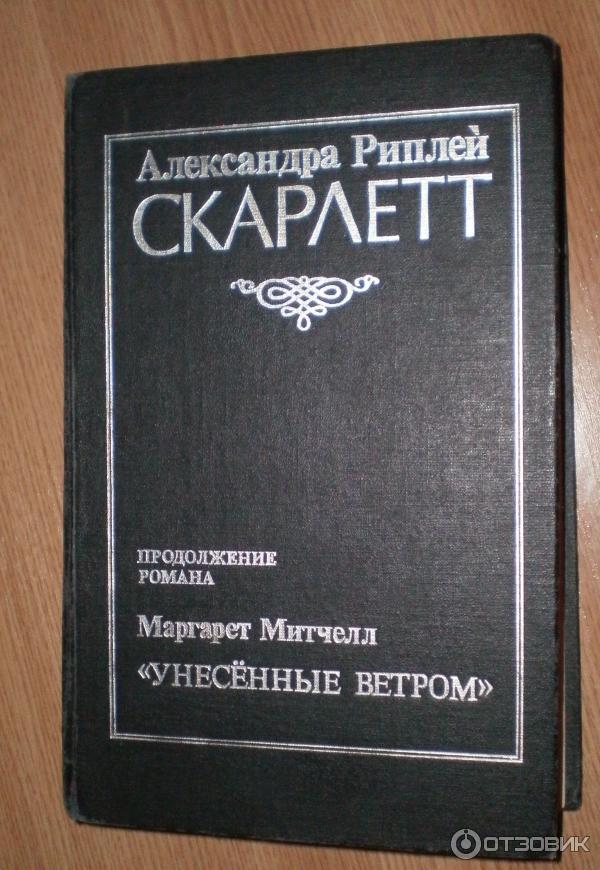 Александра Риплей
СКАРЛЕТТ
ПРОДОЛЖЕНИЕ
РОМАНА
Маргарет Митчелл
«УНЕСЁННЫЕ ВЕТРОМ»
ОТЗОВИК